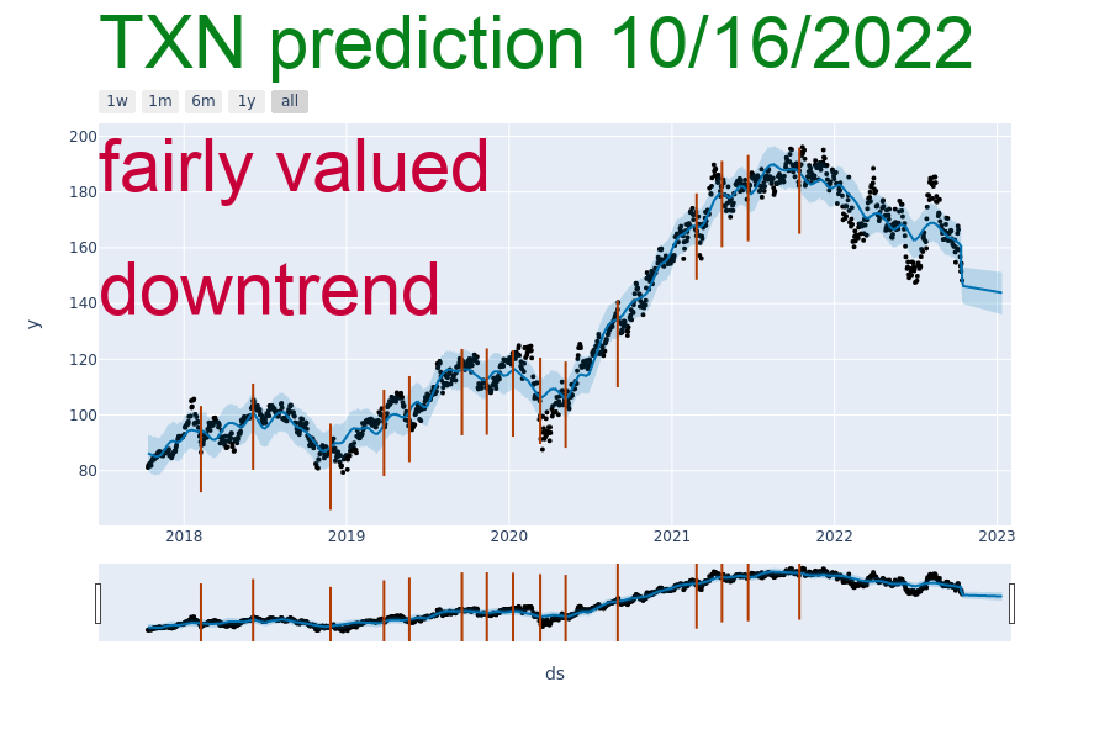 TXN prediction 10/16/2022
1w 1m 6m 1y all
200
fairly valued
180
160
downtrend
140
y
120
100
80
2018 2019 2020 2021 2022 2023
ds